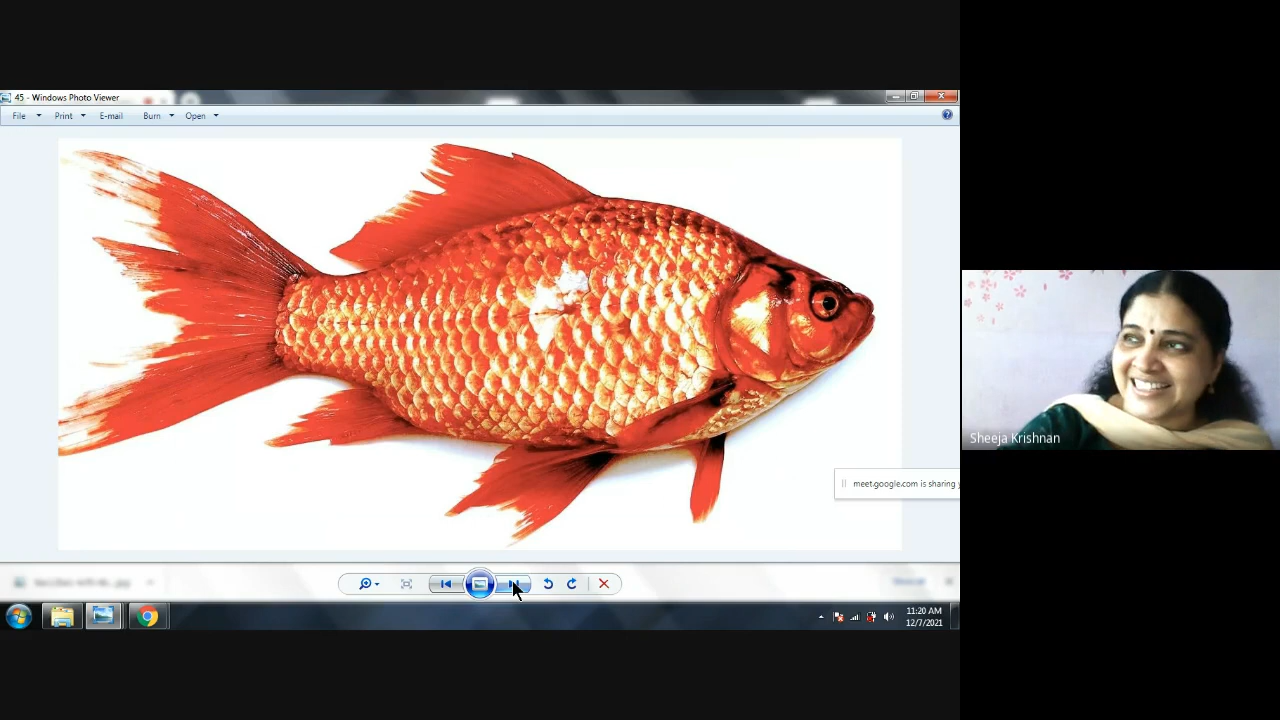 45 - Windows Photo Viewer
File Print E-mail Burn Open
Sheeja Krishnan
meet.google.com is sharing
11:20 AM
12/7/2021